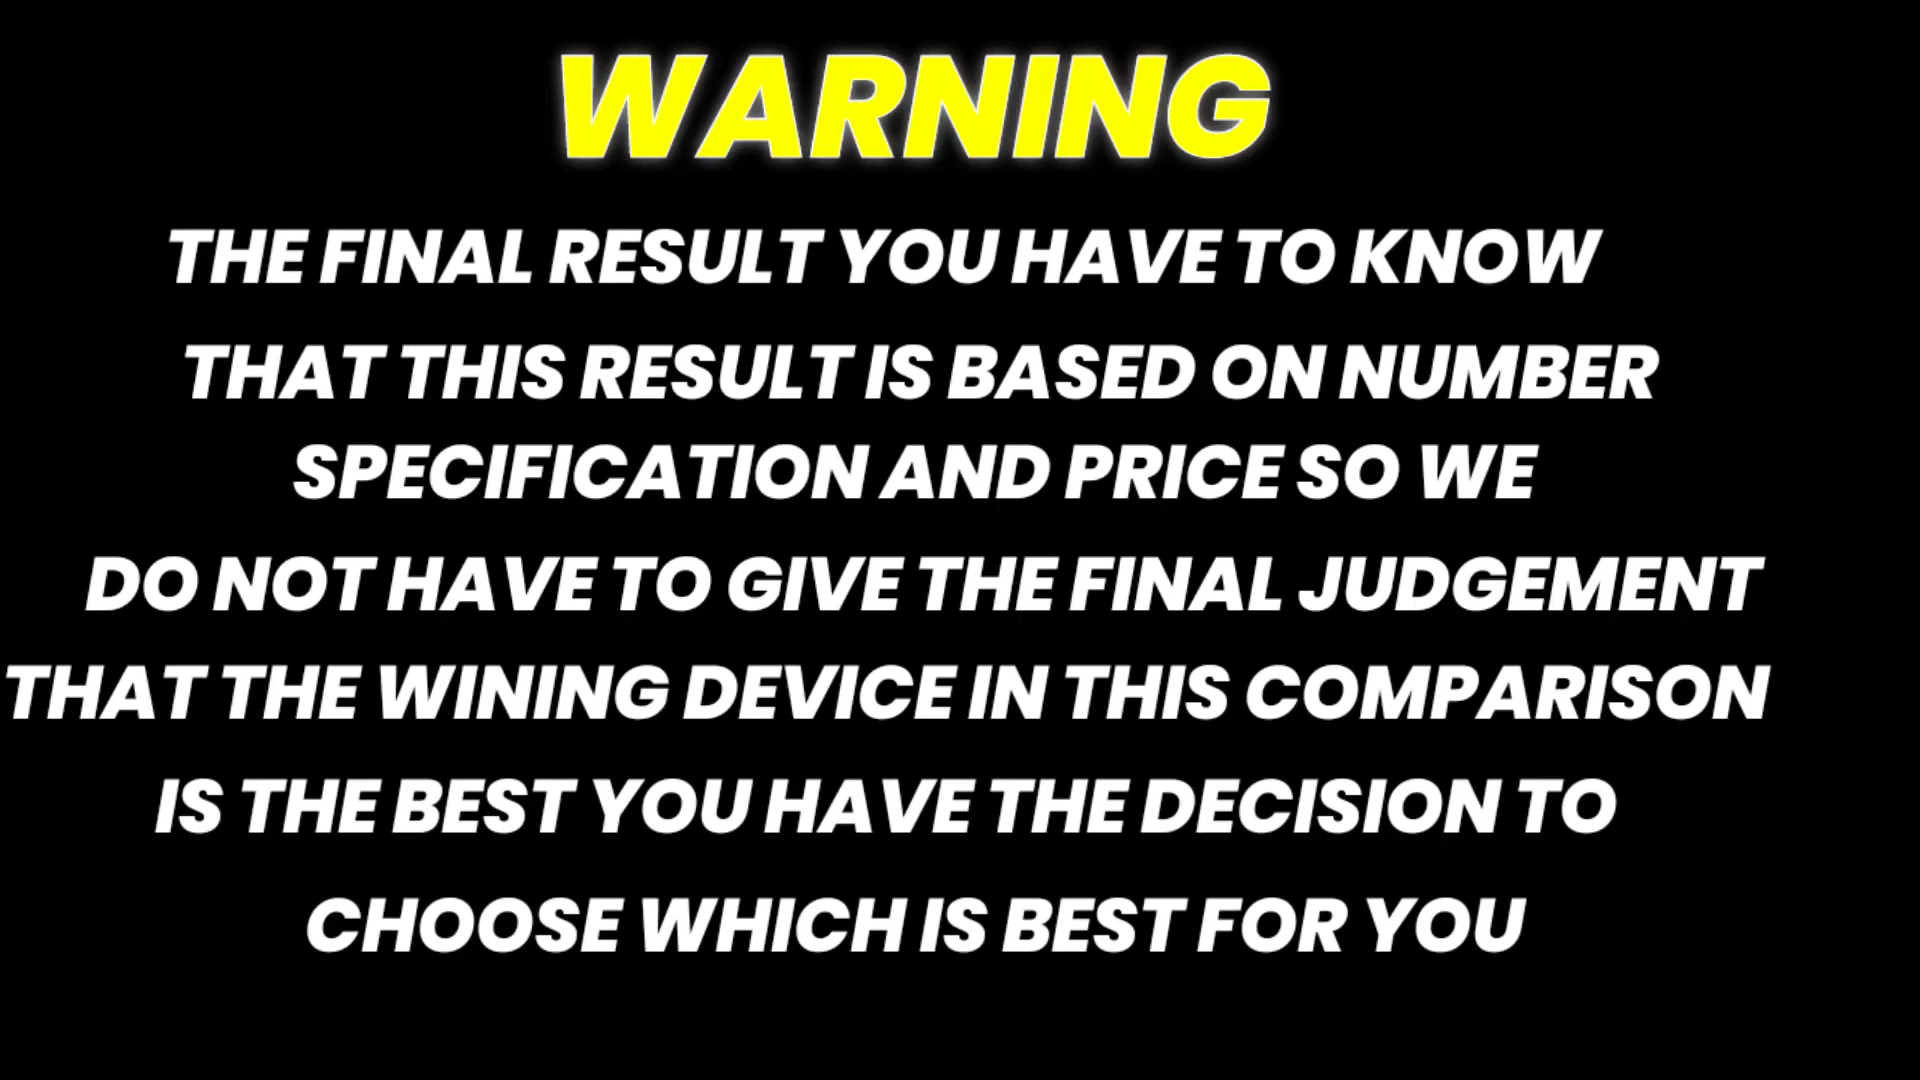 WARNING
THE FINAL RESULT YOU HAVE TO KNOW
THAT THIS RESULT IS BASED ON NUMBER
SPECIFICATION AND PRICE SO WE
DO NOT HAVE TO GIVE THE FINAL JUDGEMENT
THAT THE WINING DEVICE IN THIS COMPARISON
IS THE BEST YOU HAVE THE DECISION TO
CHOOSE WHICH IS BEST FOR YOU